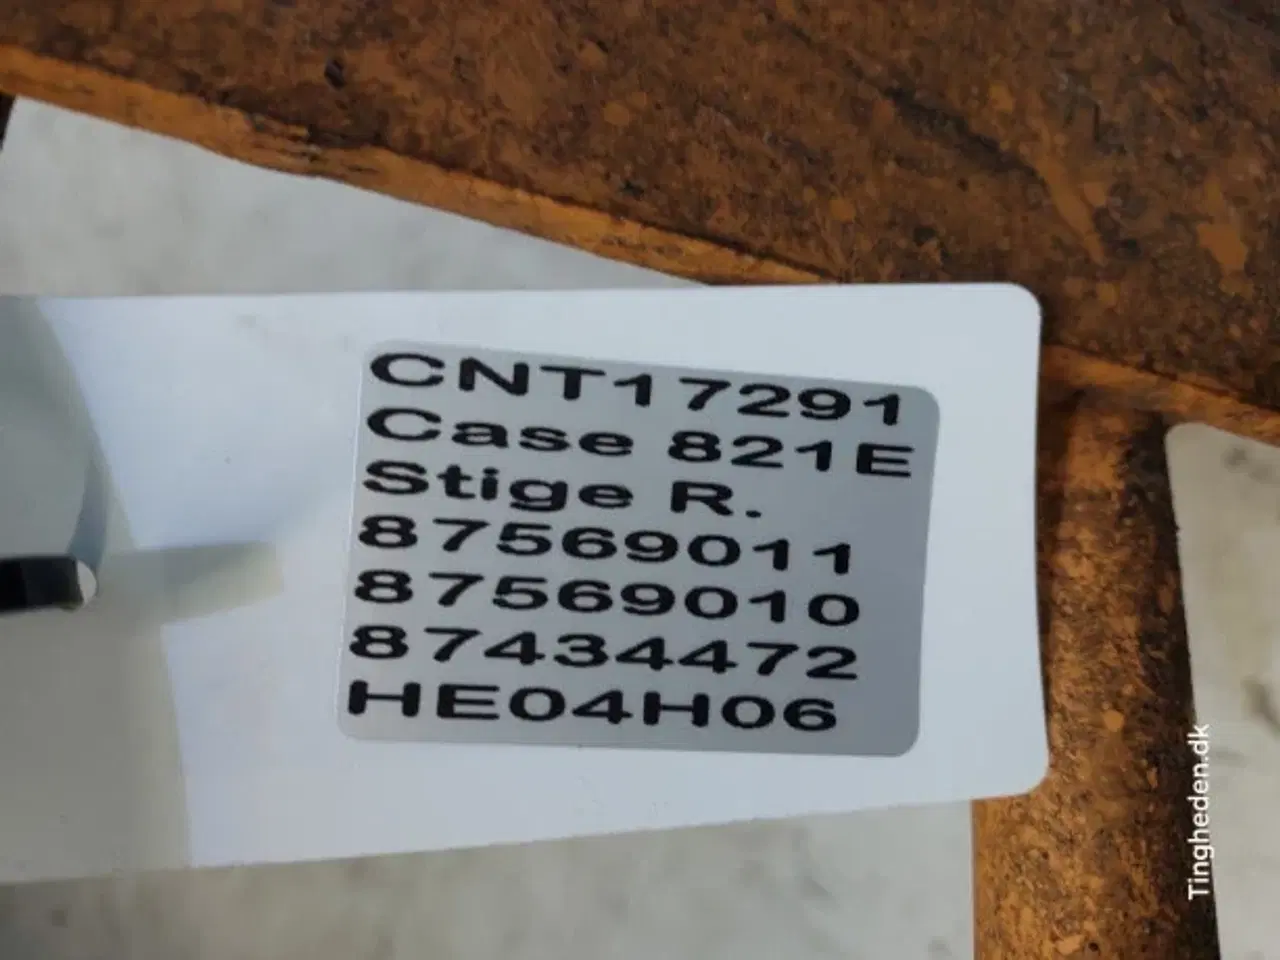 CNT17291
Case 821E
Stige R.
87569011
87569010
87434472
HE04H06
Tingheden.dk